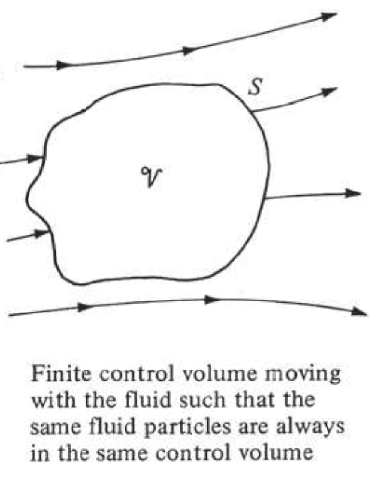 S
𝒱
Finite control volume moving
with the fluid such that the
same fluid particles are always
in the same control volume